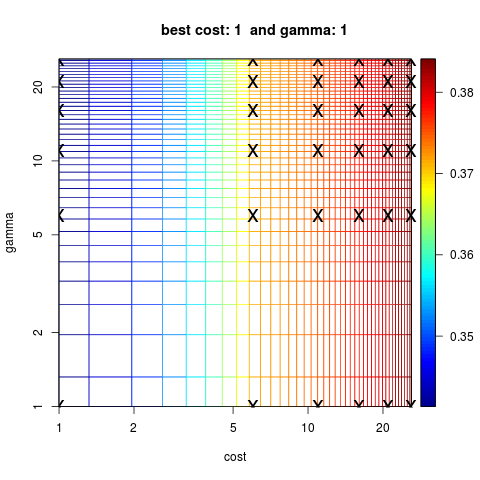 best cost: 1 and gamma: 1
20
10
5
2
1
gamma
X X X X X X
X X X X X X
X X X X X X
X X X X X X
X X X X X X
X X X X X X
1 2 5 10 20
cost
0.38
0.37
0.36
0.35